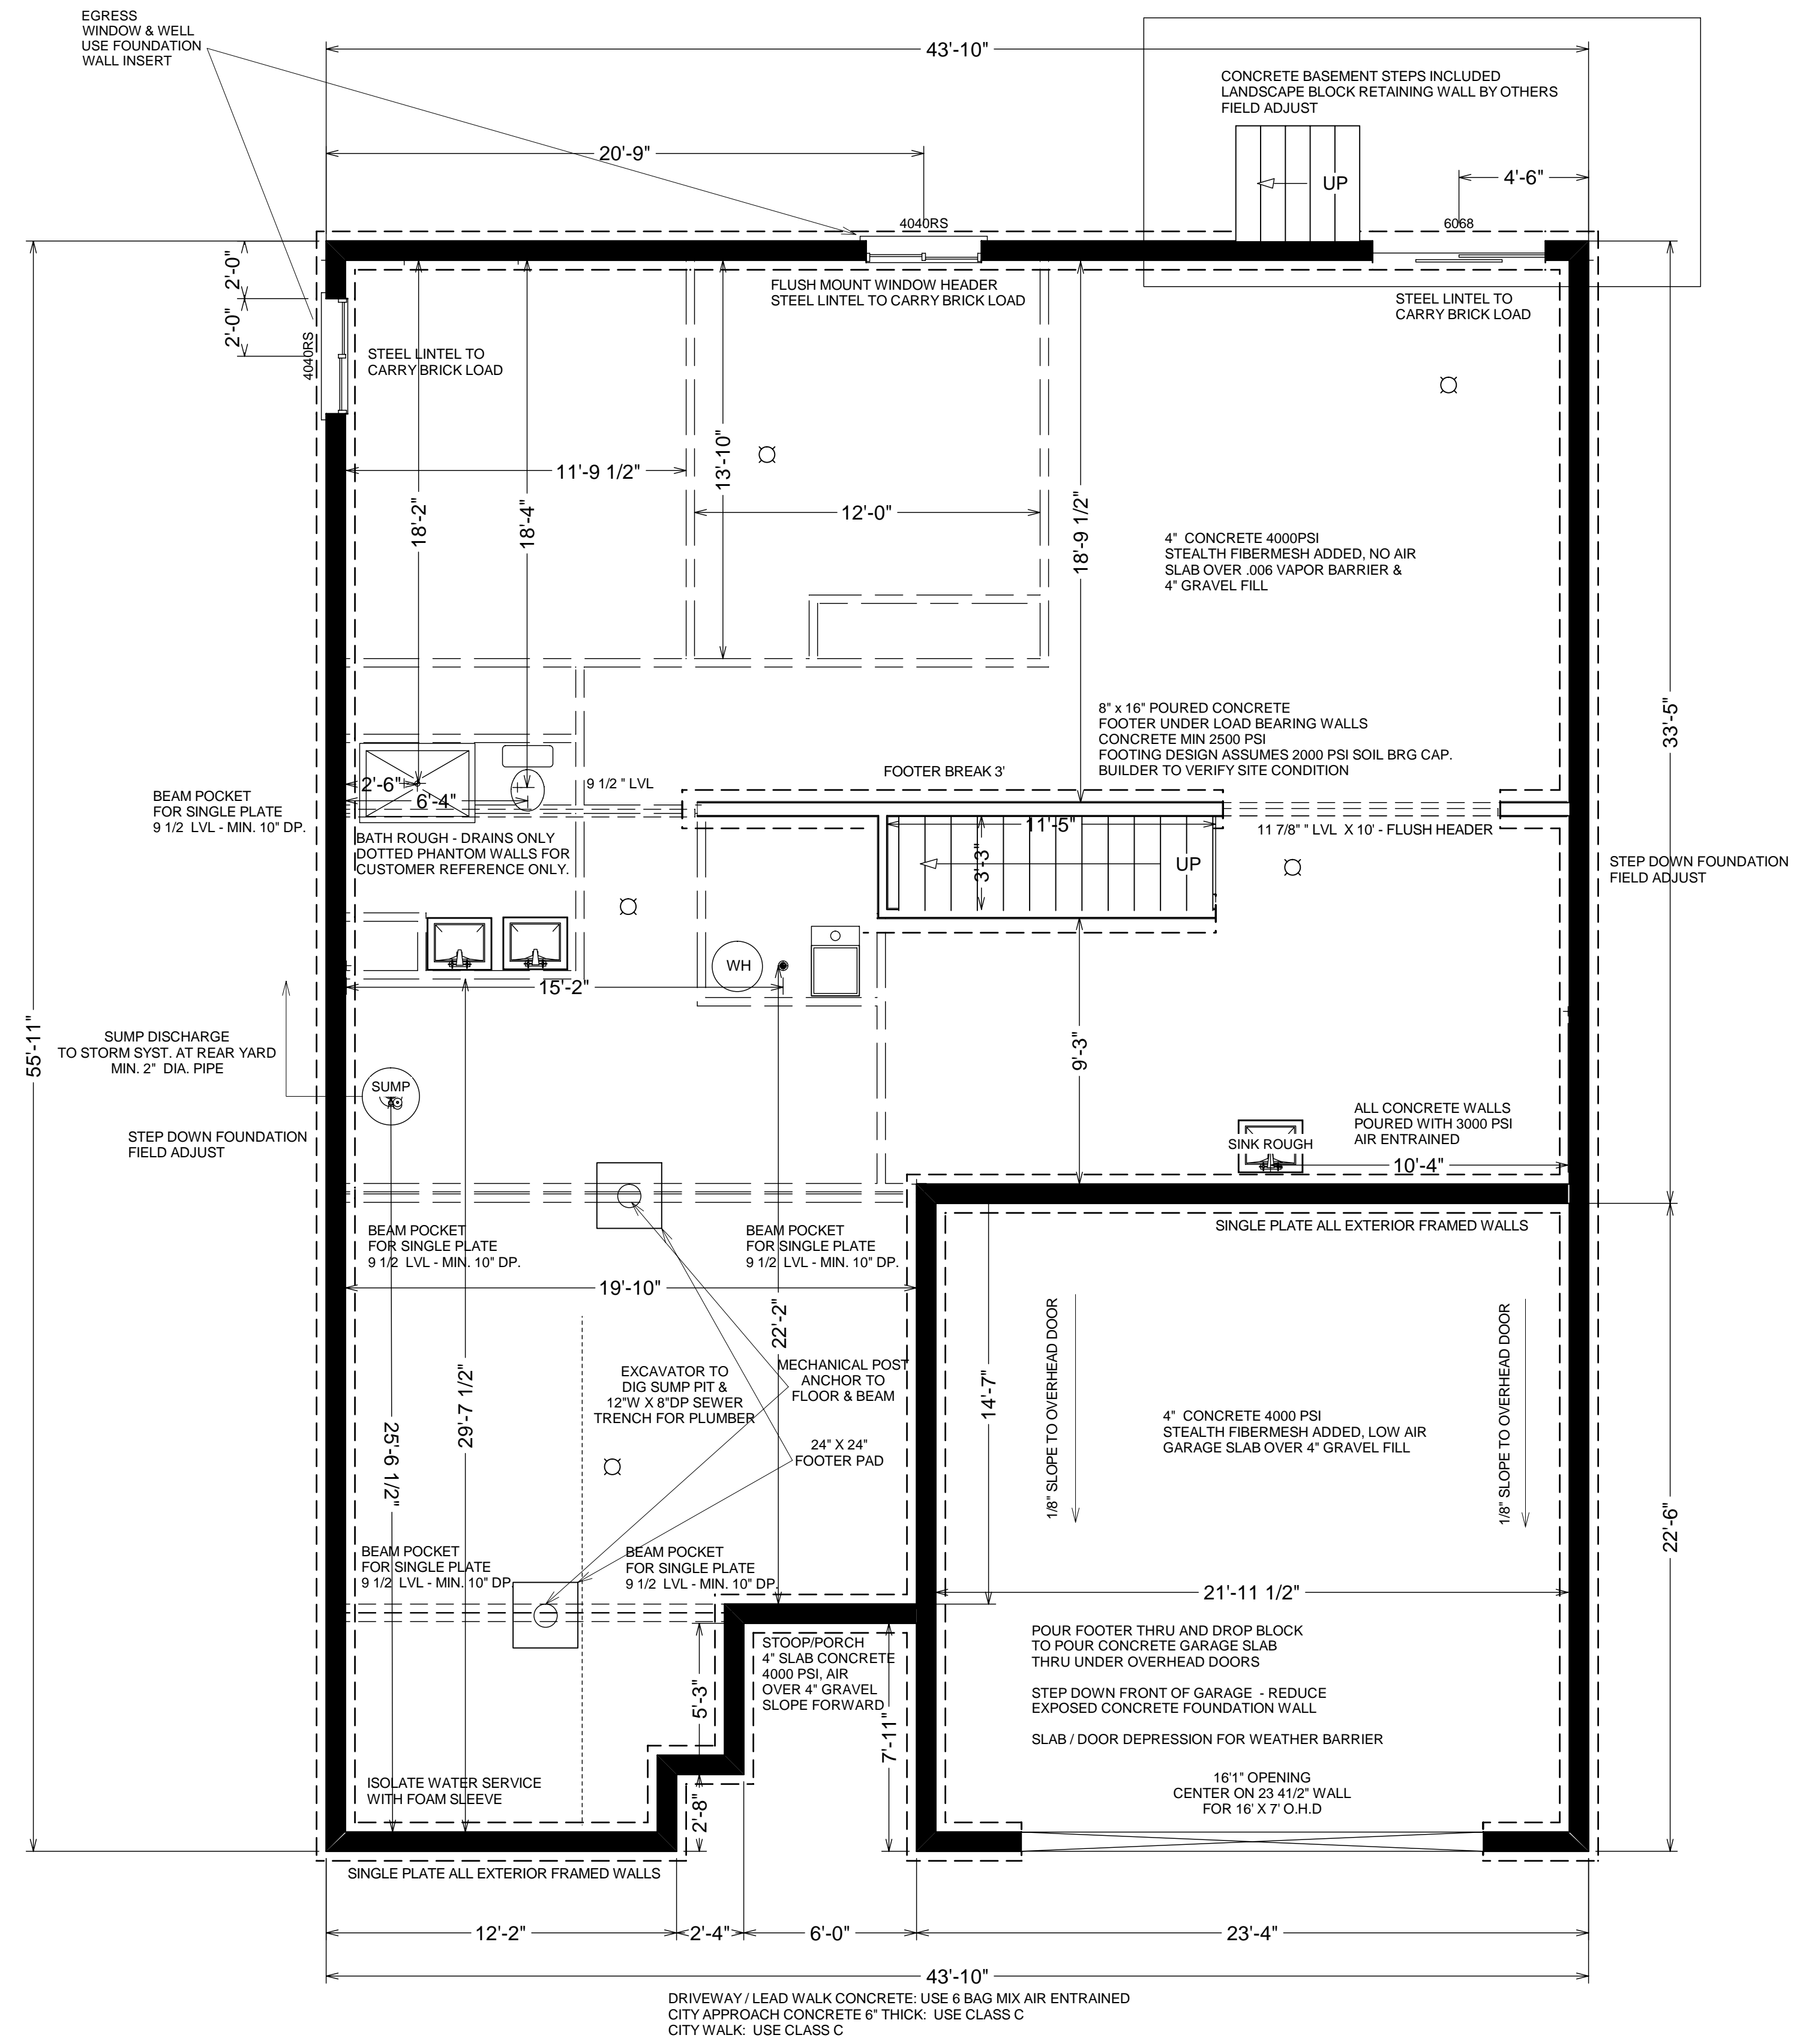 EGRESS
WINDOW & WELL
USE FOUNDATION
WALL INSERT
43'-10"
CONCRETE BASEMENT STEPS INCLUDED
LANDSCAPE BLOCK RETAINING WALL BY OTHERS
FIELD ADJUST
20'-9"
4'-6"
UP
4040RS
6068
2'-0"
2'-0"
4040RS
FLUSH MOUNT WINDOW HEADER
STEEL LINTEL TO CARRY BRICK LOAD
STEEL LINTEL TO
CARRY BRICK LOAD
STEEL LINTEL TO
CARRY BRICK LOAD
11'-9 1/2"
13'-10"
12'-0"
18'-2"
18'-4"
18'-9 1/2"
4"  CONCRETE 4000PSI
STEALTH FIBERMESH ADDED, NO AIR
SLAB OVER .006 VAPOR BARRIER &
4" GRAVEL FILL
33'-5"
8" x 16" POURED CONCRETE
FOOTER UNDER LOAD BEARING WALLS
CONCRETE MIN 2500 PSI
FOOTING DESIGN ASSUMES 2000 PSI SOIL BRG CAP.
BUILDER TO VERIFY SITE CONDITION
FOOTER BREAK 3'
9 1/2 " LVL
2'-6"
6'-4"
BEAM POCKET
FOR SINGLE PLATE
9 1/2  LVL - MIN. 10" DP.
BATH ROUGH - DRAINS ONLY
DOTTED PHANTOM WALLS FOR
CUSTOMER REFERENCE ONLY.
11'-5"
3'-3"
UP
11 7/8" " LVL  X 10' - FLUSH HEADER
STEP DOWN FOUNDATION
FIELD ADJUST
WH
15'-2"
55'-11"
SUMP DISCHARGE
TO STORM SYST. AT REAR YARD
MIN. 2"  DIA. PIPE
SUMP
9'-3"
STEP DOWN FOUNDATION
FIELD ADJUST
ALL CONCRETE WALLS
POURED WITH 3000 PSI
AIR ENTRAINED
SINK ROUGH
10'-4"
BEAM POCKET
FOR SINGLE PLATE
9 1/2  LVL - MIN. 10" DP.
BEAM POCKET
FOR SINGLE PLATE
9 1/2  LVL - MIN. 10" DP.
SINGLE PLATE ALL EXTERIOR FRAMED WALLS
19'-10"
22'-2"
EXCAVATOR TO
DIG SUMP PIT &
12"W X 8"DP SEWER
TRENCH FOR PLUMBER
MECHANICAL POST
ANCHOR TO
FLOOR & BEAM
24" X 24"
FOOTER PAD
25'-6 1/2"
29'-7 1/2"
14'-7"
1/8" SLOPE TO OVERHEAD DOOR
1/8" SLOPE TO OVERHEAD DOOR
4"  CONCRETE 4000 PSI
STEALTH FIBERMESH ADDED, LOW AIR
GARAGE SLAB OVER 4" GRAVEL FILL
22'-6"
BEAM POCKET
FOR SINGLE PLATE
9 1/2  LVL - MIN. 10" DP.
BEAM POCKET
FOR SINGLE PLATE
9 1/2  LVL - MIN. 10" DP.
21'-11 1/2"
STOOP/PORCH
4" SLAB CONCRETE
4000 PSI, AIR
OVER 4" GRAVEL
SLOPE FORWARD
5'-3"
7'-11"
2'-8"
POUR FOOTER THRU AND DROP BLOCK
TO POUR CONCRETE GARAGE SLAB
THRU UNDER OVERHEAD DOORS
STEP DOWN FRONT OF GARAGE  - REDUCE
EXPOSED CONCRETE FOUNDATION WALL
SLAB / DOOR DEPRESSION FOR WEATHER BARRIER
16'1" OPENING
CENTER ON 23 41/2" WALL
FOR 16' X 7' O.H.D
ISOLATE WATER SERVICE
WITH FOAM SLEEVE
SINGLE PLATE ALL EXTERIOR FRAMED WALLS
12'-2"
2'-4"
6'-0"
23'-4"
43'-10"
DRIVEWAY / LEAD WALK CONCRETE: USE 6 BAG MIX AIR ENTRAINED
CITY APPROACH CONCRETE 6" THICK:  USE CLASS C
CITY WALK:  USE CLASS C